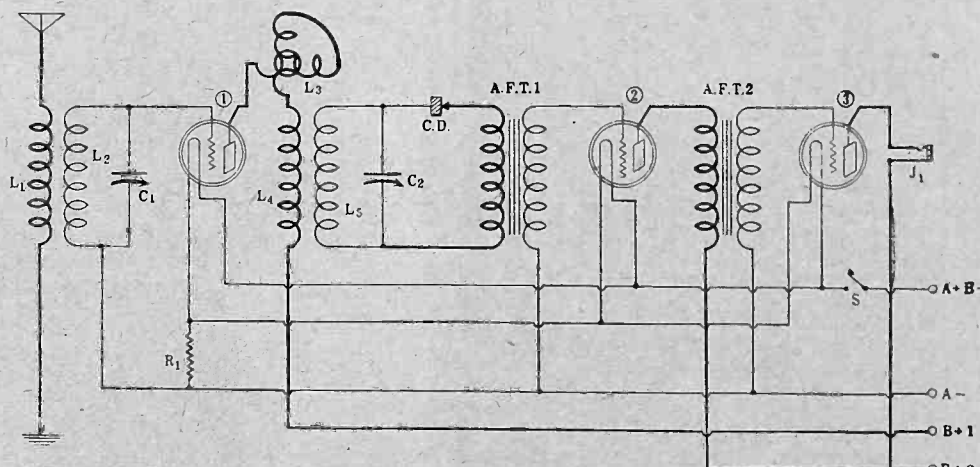 ①
L3
A.F.T.1
②
A.F.T.2
③
C.D.
J1
L2
L1
C1
L4
L5
C2
S
A+B-
R1
A-
B+1